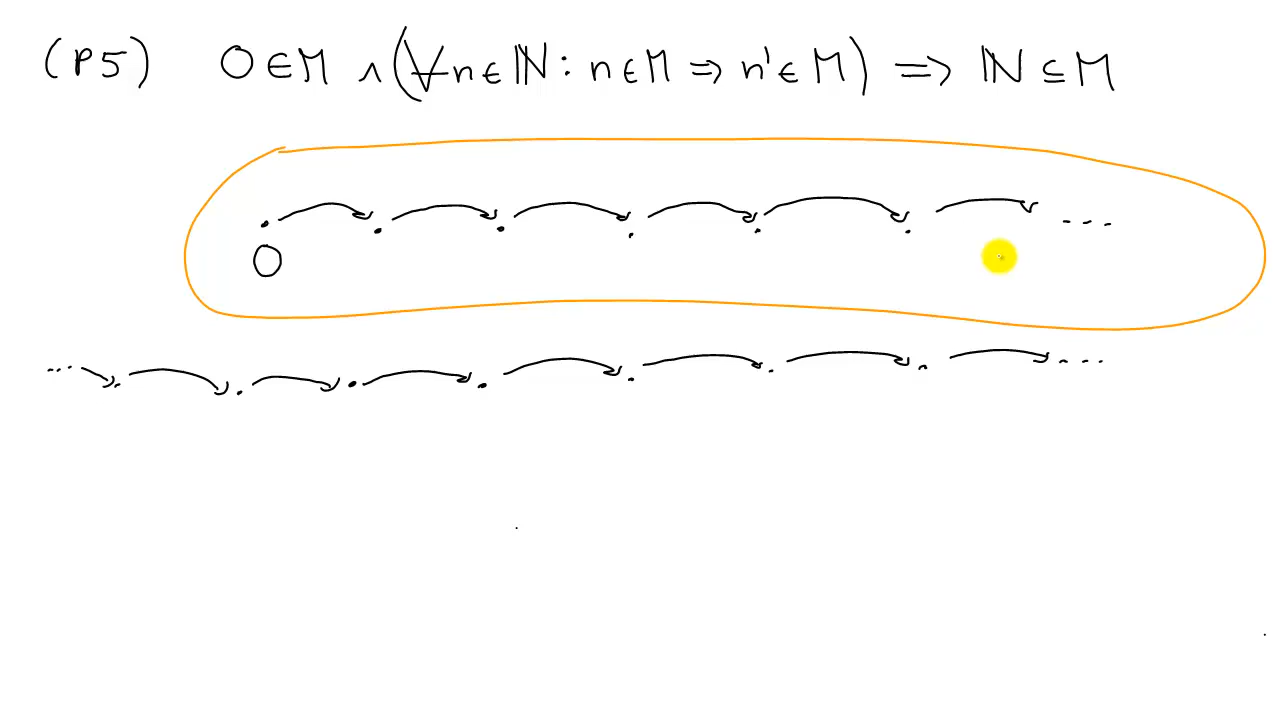 (P5) 0∈M ∧ (∀n∈ℕ: n∈M ⇒ n'∈M) ⇒ ℕ⊆M
...
0
... ...